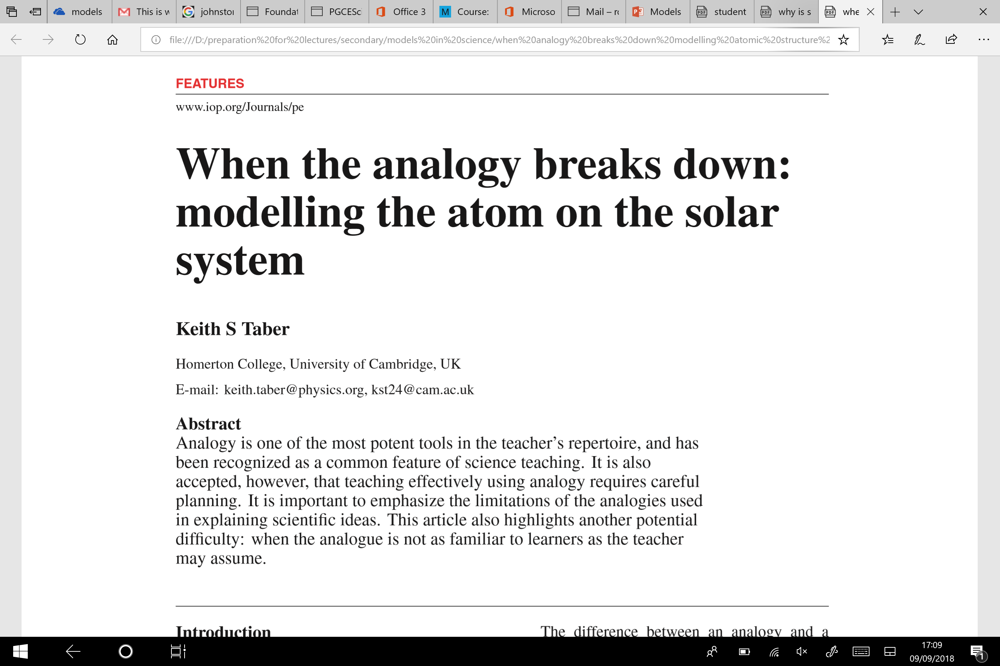 models
This is w
johnstor
Foundat
PGCESci
Office 3
M Course:
Microso
Mail – ro
Models
student
why is s
whe
file:///D:/preparation%20for%20lectures/secondary/models%20in%20science/when%20analogy%20breaks%20down%20modelling%20atomic%20structure%2
FEATURES
www.iop.org/Journals/pe
When the analogy breaks down:
modelling the atom on the solar
system
Keith S Taber
Homerton College, University of Cambridge, UK
E-mail: keith.taber@physics.org, kst24@cam.ac.uk
Abstract
Analogy is one of the most potent tools in the teacher’s repertoire, and has
been recognized as a common feature of science teaching. It is also
accepted, however, that teaching effectively using analogy requires careful
planning. It is important to emphasize the limitations of the analogies used
in explaining scientific ideas. This article also highlights another potential
difficulty: when the analogue is not as familiar to learners as the teacher
may assume.
Introduction
The difference between an analogy and a
17:09
09/09/2018
1